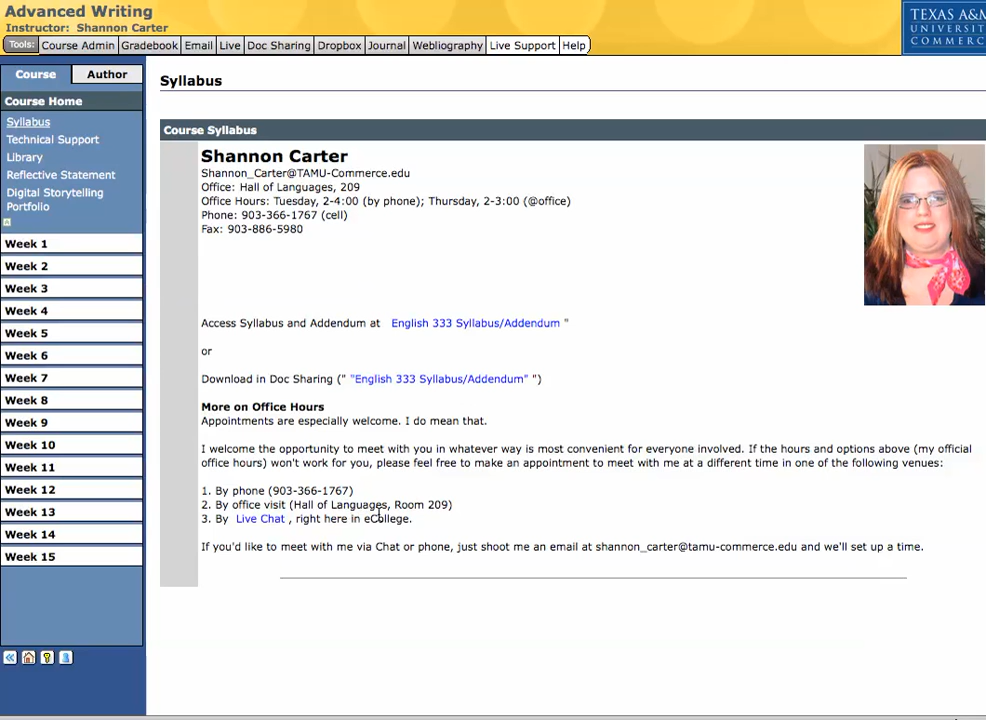 Advanced Writing
Instructor: Shannon Carter
Tools: Course Admin Gradebook Email Live Doc Sharing Dropbox Journal Webliography Live Support Help
TEXAS A&M
UNIVERSITY
COMMERCE
Course Author
Course Home
Syllabus
Technical Support
Library
Reflective Statement
Digital Storytelling
Portfolio
Week 1
Week 2
Week 3
Week 4
Week 5
Week 6
Week 7
Week 8
Week 9
Week 10
Week 11
Week 12
Week 13
Week 14
Week 15
Syllabus
Course Syllabus
Shannon Carter
Shannon_Carter@TAMU-Commerce.edu
Office: Hall of Languages, 209
Office Hours: Tuesday, 2-4:00 (by phone); Thursday, 2-3:00 (@office)
Phone: 903-366-1767 (cell)
Fax: 903-886-5980
Access Syllabus and Addendum at English 333 Syllabus/Addendum "
or
Download in Doc Sharing (" "English 333 Syllabus/Addendum" ")
More on Office Hours
Appointments are especially welcome. I do mean that.
I welcome the opportunity to meet with you in whatever way is most convenient for everyone involved. If the hours and options above (my official
office hours) won't work for you, please feel free to make an appointment to meet with me at a different time in one of the following venues:
1. By phone (903-366-1767)
2. By office visit (Hall of Languages, Room 209)
3. By Live Chat , right here in eCollege.
If you'd like to meet with me via Chat or phone, just shoot me an email at shannon_carter@tamu-commerce.edu and we'll set up a time.